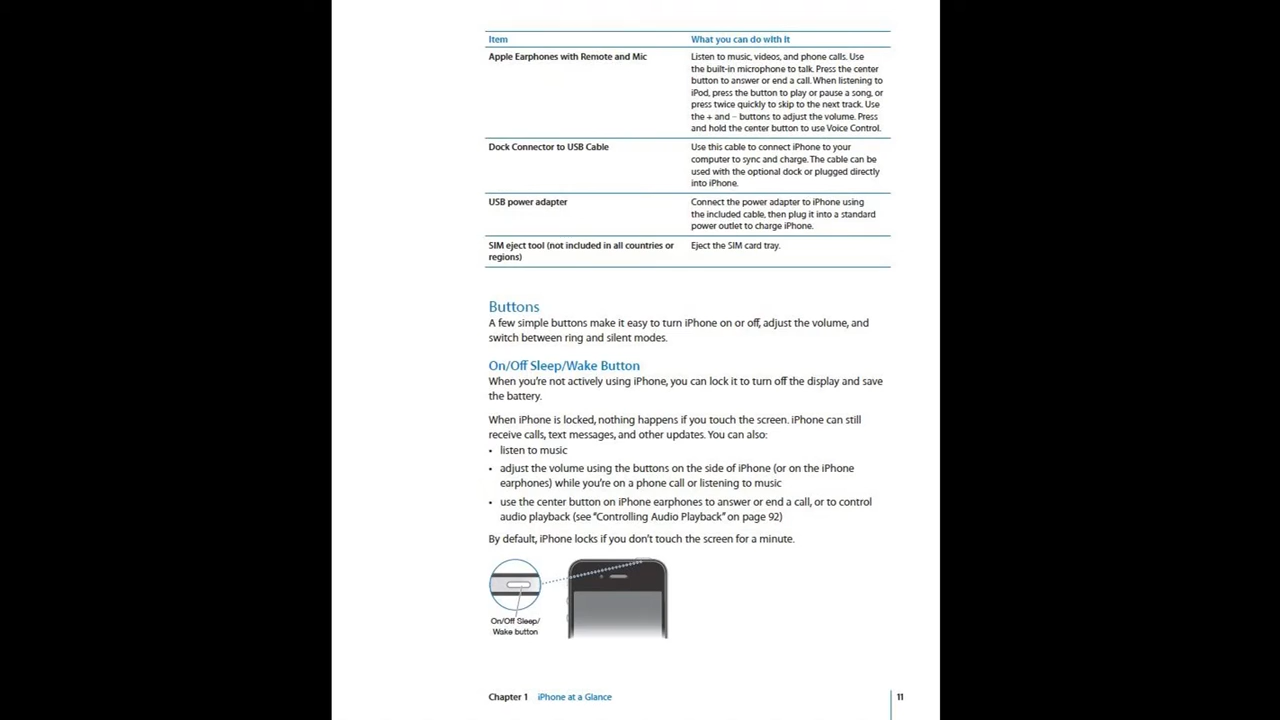 Item What you can do with it
Apple Earphones with Remote and Mic
Listen to music, videos, and phone calls. Use
the built-in microphone to talk. Press the center
button to answer or end a call. When listening to
iPod, press the button to play or pause a song, or
press twice quickly to skip to the next track. Use
the + and – buttons to adjust the volume. Press
and hold the center button to use Voice Control.
Dock Connector to USB Cable
Use this cable to connect iPhone to your
computer to sync and charge. The cable can be
used with the optional dock or plugged directly
into iPhone.
USB power adapter
Connect the power adapter to iPhone using
the included cable, then plug it into a standard
power outlet to charge iPhone.
SIM eject tool (not included in all countries or
regions)
Eject the SIM card tray.
Buttons
A few simple buttons make it easy to turn iPhone on or off, adjust the volume, and
switch between ring and silent modes.
On/Off Sleep/Wake Button
When you're not actively using iPhone, you can lock it to turn off the display and save
the battery.
When iPhone is locked, nothing happens if you touch the screen. iPhone can still
receive calls, text messages, and other updates. You can also:
• listen to music
• adjust the volume using the buttons on the side of iPhone (or on the iPhone
earphones) while you're on a phone call or listening to music
• use the center button on iPhone earphones to answer or end a call, or to control
audio playback (see "Controlling Audio Playback" on page 92)
By default, iPhone locks if you don't touch the screen for a minute.
On/Off Sleep/
Wake button
Chapter 1 iPhone at a Glance 11